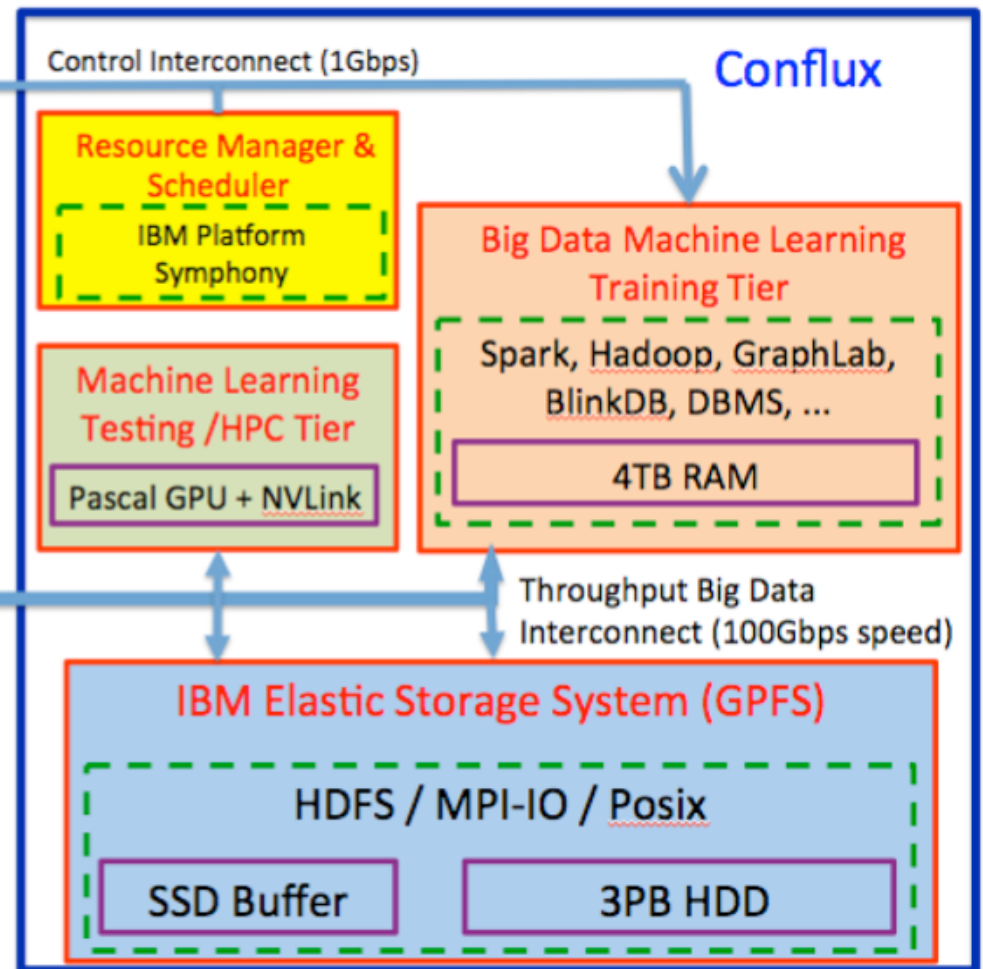 Control Interconnect (1Gbps)
Conflux
Resource Manager &
Scheduler
IBM Platform
Symphony
Big Data Machine Learning
Training Tier
Spark, Hadoop, GraphLab,
BlinkDB, DBMS, ...
4TB RAM
Machine Learning
Testing /HPC Tier
Pascal GPU + NVLink
Throughput Big Data
Interconnect (100Gbps speed)
IBM Elastic Storage System (GPFS)
HDFS / MPI-IO / Posix
SSD Buffer
3PB HDD